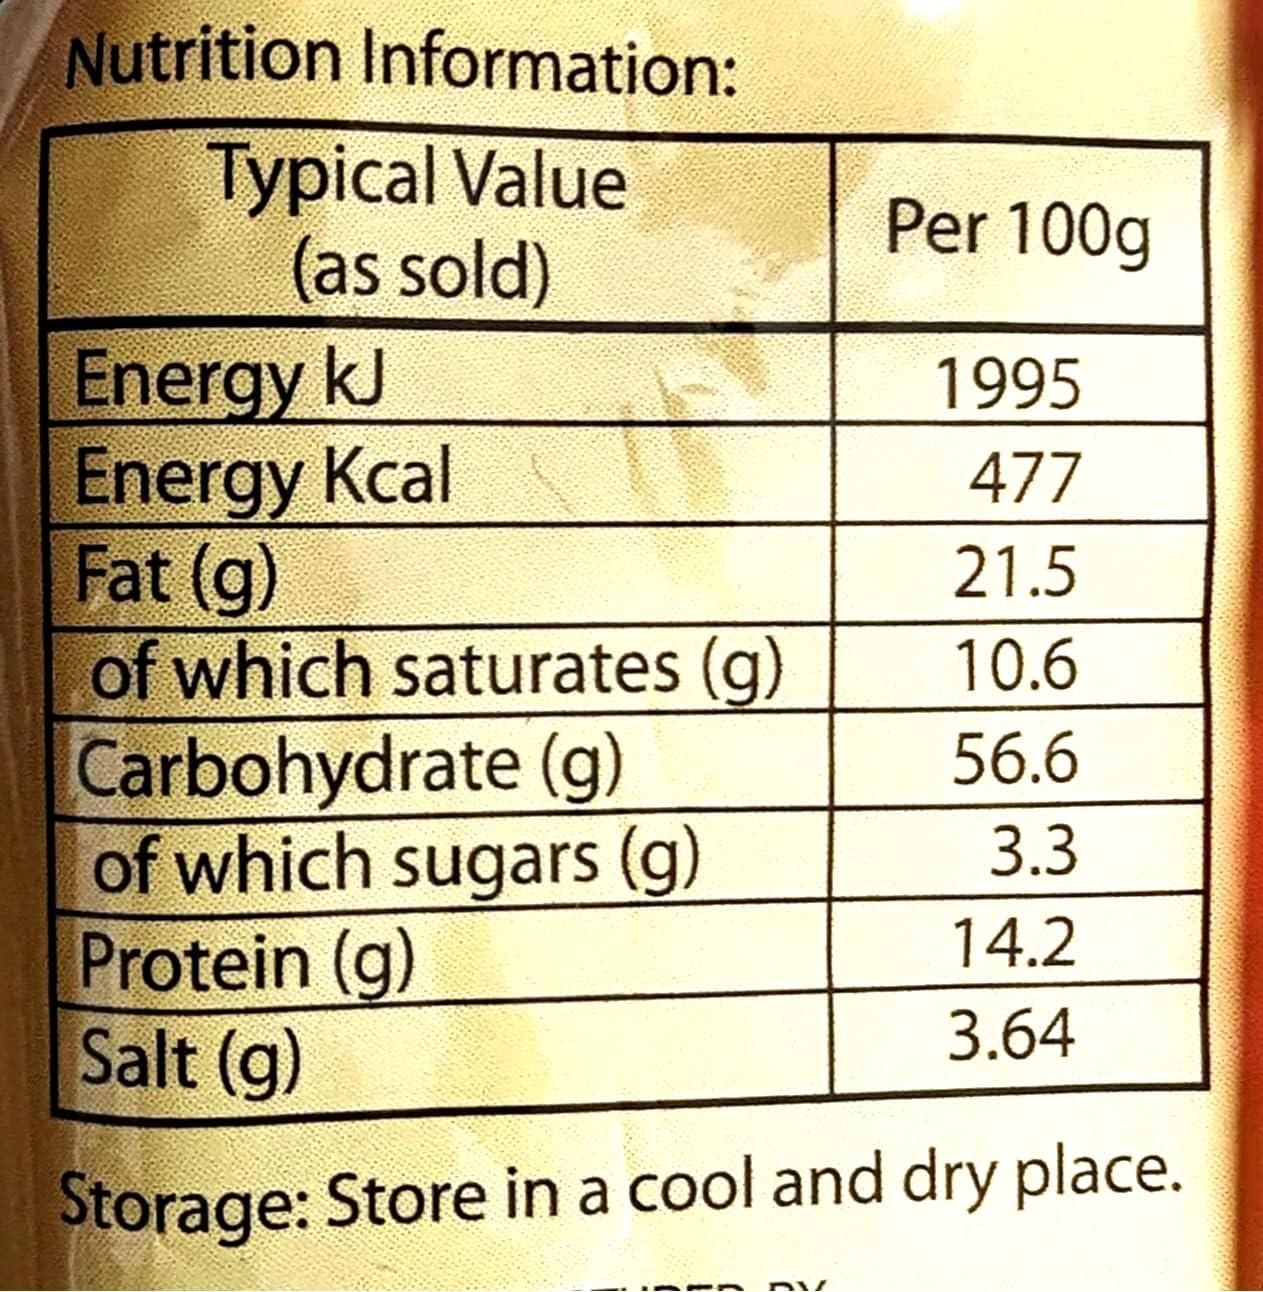 Nutrition Information:
Typical Value Per 100g
(as sold)
Energy kJ 1995
Energy Kcal 477
Fat (g) 21.5
of which saturates (g) 10.6
Carbohydrate (g) 56.6
of which sugars (g) 3.3
Protein (g) 14.2
Salt (g) 3.64
Storage: Store in a cool and dry place.